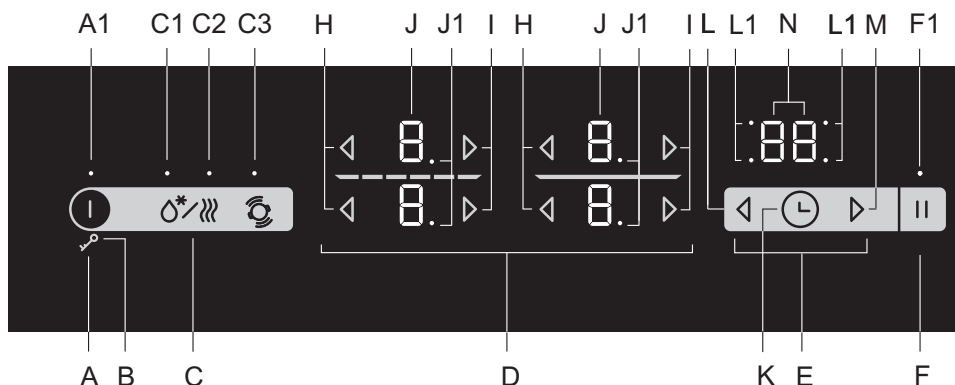 A1 C1 C2 C3 H J J1 I H J J1 I L L1 N L1 M F1
8. 8. 88
8. 8.
A B C D K E F